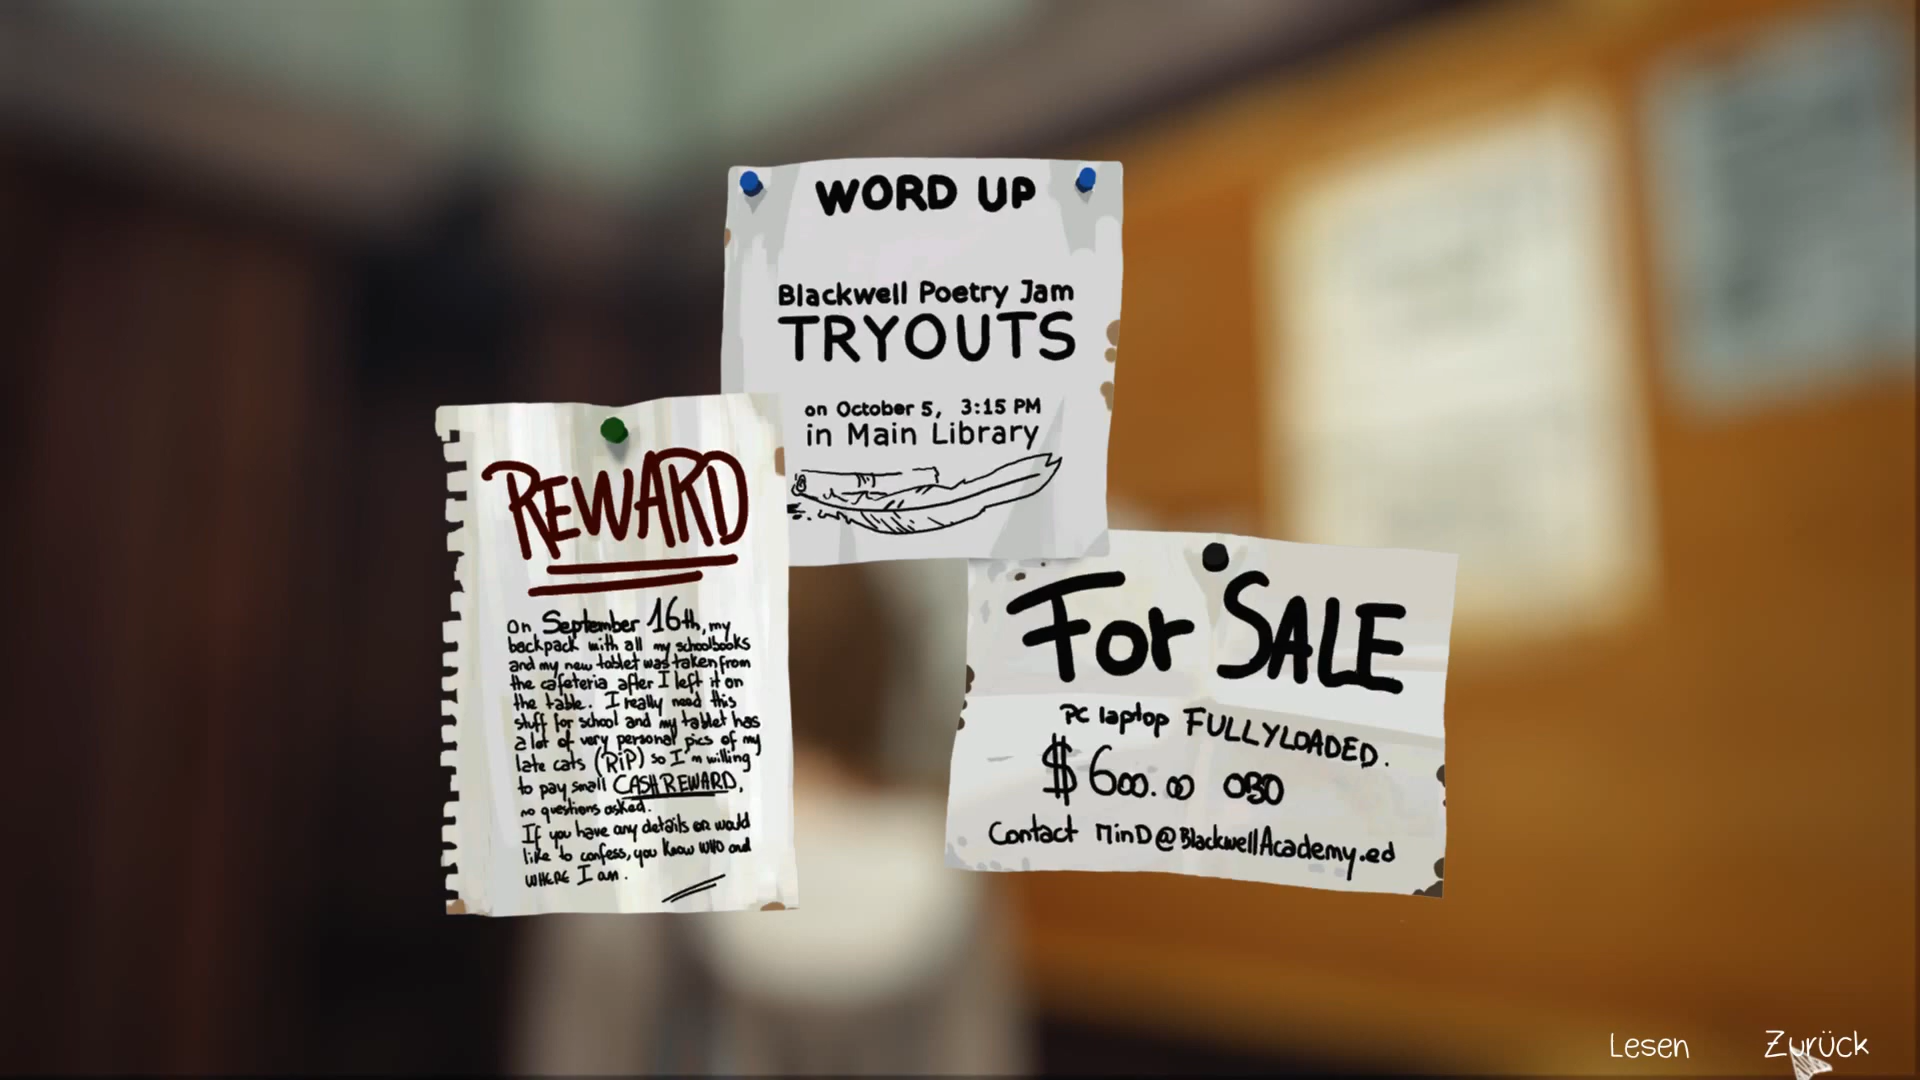 WORD UP
Blackwell Poetry Jam
TRYOUTS
on October 5, 3:15 PM
in Main Library
REWARD
On September 16th, my
backpack with all my schoolbooks
and my new tablet was taken from
the cafeteria after I left it on
the table. I really need this
stuff for school and my tablet has
a lot of very personal pics of my
late cats (RiP) so I'm willing
to pay small CASH REWARD,
no questions asked.
If you have any details or would
like to confess, you know WHO and
WHERE I am.
For SALE
PC laptop FULLYLOADED.
$600.00 OBO
Contact MinD@BlackwellAcademy.ed
Lesen
Zurück